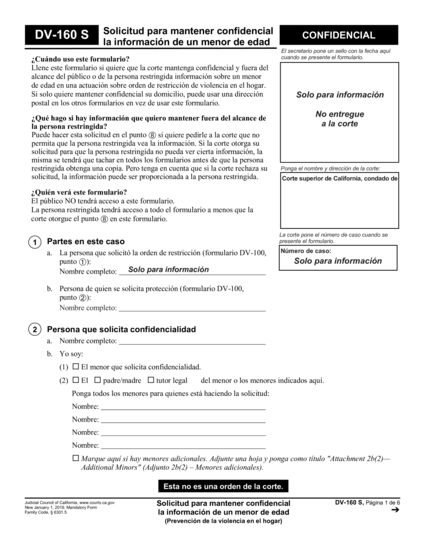 DV-160 S
Solicitud para mantener confidencial
la información de un menor de edad
CONFIDENCIAL
El secretario pone un sello con la fecha aquí
cuando se presente el formulario.
Solo para información
No entregue
a la corte
Ponga el nombre y dirección de la corte:
Corte superior de California, condado de
La corte pone el número de caso cuando se
presente el formulario.
Número de caso:
Solo para información
¿Cuándo uso este formulario?
Llene este formulario si quiere que la corte mantenga confidencial y fuera del
alcance del público o de la persona restringida información sobre un menor
de edad en una actuación sobre orden de restricción de violencia en el hogar.
Si solo quiere mantener confidencial su domicilio, puede usar una dirección
postal en los otros formularios en vez de usar este formulario.
¿Qué hago si hay información que quiero mantener fuera del alcance de
la persona restringida?
Puede hacer esta solicitud en el punto ⑧ si quiere pedirle a la corte que no
permita que la persona restringida vea la información. Si la corte otorga su
solicitud para que la persona restringida no pueda ver cierta información, la
misma se tendrá que tachar en todos los formularios antes de que la persona
restringida obtenga una copia. Pero tenga en cuenta que si la corte rechaza su
solicitud, la información puede ser proporcionada a la persona restringida.
¿Quién verá este formulario?
El público NO tendrá acceso a este formulario.
La persona restringida tendrá acceso a todo el formulario a menos que la
corte otorgue el punto ⑧ en este formulario.
1 Partes en este caso
a. La persona que solicitó la orden de restricción (formulario DV-100,
punto ①):
Nombre completo: Solo para información
b. Persona de quien se solicita protección (formulario DV-100,
punto ②):
Nombre completo:
2 Persona que solicita confidencialidad
a. Nombre completo:
b. Yo soy:
(1) ☐ El menor que solicita confidencialidad.
(2) ☐ El ☐ padre/madre ☐ tutor legal del menor o los menores indicados aquí.
Ponga todos los menores para quienes está haciendo la solicitud:
Nombre:
Nombre:
Nombre:
Nombre:
☐ Marque aquí si hay menores adicionales. Adjunte una hoja y ponga como título "Attachment 2b(2)—
Additional Minors" (Adjunto 2b(2) – Menores adicionales).
Esta no es una orden de la corte.
Judicial Council of California, www.courts.ca.gov
New January 1, 2019, Mandatory Form
Family Code, § 6301.5
Solicitud para mantener confidencial
la información de un menor de edad
(Prevención de la violencia en el hogar)
DV-160 S, Página 1 de 6
➔